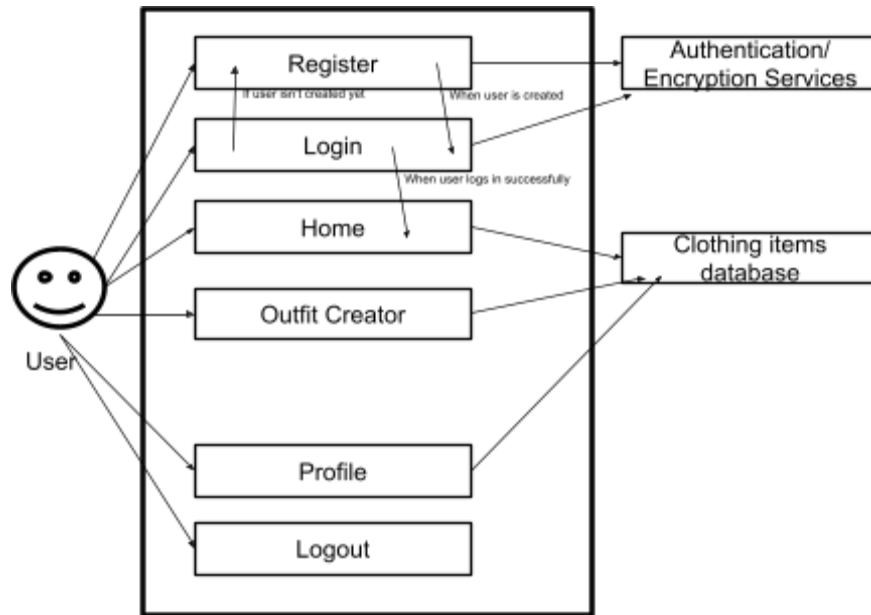 Register
Authentication/
Encryption Services
If user isn't created yet
When user is created
Login
When user logs in successfully
Home
Clothing items
database
Outfit Creator
User
Profile
Logout